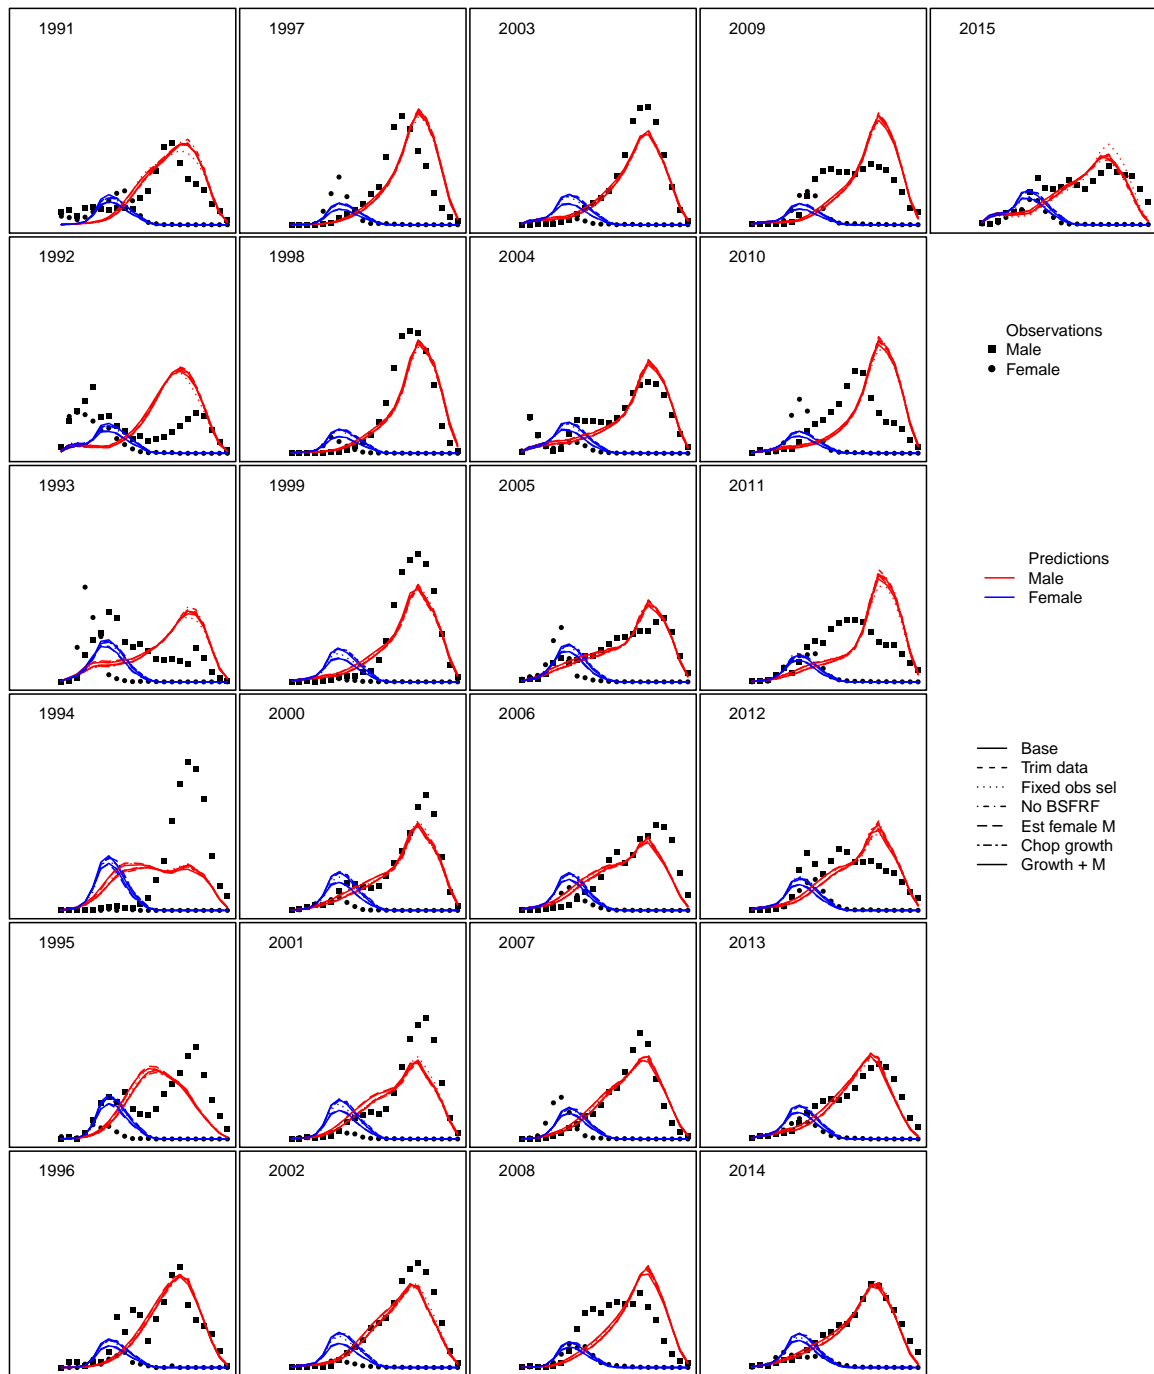 1991
1997
2003
2009
2015
1992
1998
2004
2010
Observations
Male
Female
1993
1999
2005
2011
Predictions
Male
Female
1994
2000
2006
2012
Base
Trim data
Fixed obs sel
No BSFRF
Est female M
Chop growth
Growth + M
1995
2001
2007
2013
1996
2002
2008
2014